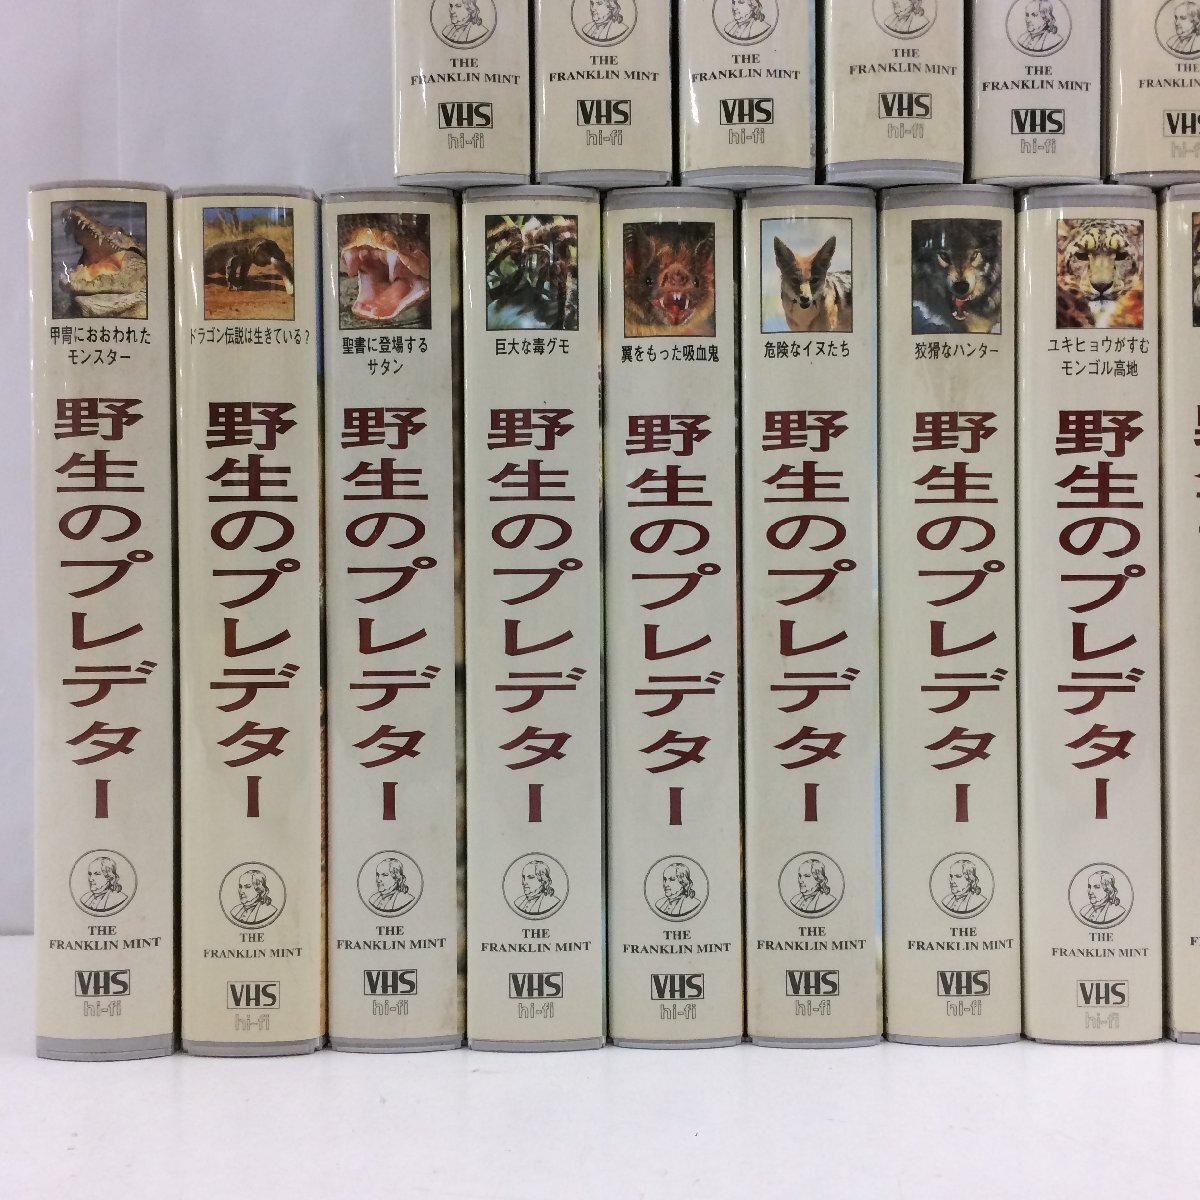 THE
FRANKLIN MINT
VHS
hi-fi
THE
FRANKLIN MINT
VHS
hi-fi
THE
FRANKLIN MINT
VHS
hi-fi
THE
FRANKLIN MINT
VHS
hi-fi
THE
FRANKLIN MINT
VHS
hi-fi
THE
甲冑におおわれた
モンスター
野生のプレデター
THE
FRANKLIN MINT
VHS
hi-fi
ドラゴン伝説は生きている?
野生のプレデター
THE
FRANKLIN MINT
VHS
hi-fi
聖書に登場する
サタン
野生のプレデター
THE
FRANKLIN MINT
VHS
hi-fi
巨大な毒グモ
野生のプレデター
THE
FRANKLIN MINT
VHS
hi-fi
翼をもった吸血鬼
野生のプレデター
THE
FRANKLIN MINT
VHS
hi-fi
危険なイヌたち
野生のプレデター
THE
FRANKLIN MINT
VHS
hi-fi
狡猾なハンター
野生のプレデター
THE
FRANKLIN MINT
VHS
hi-fi
ユキヒョウがすむ
モンゴル高地
野生のプレデター
THE
FRANKLIN MINT
VHS
hi-fi